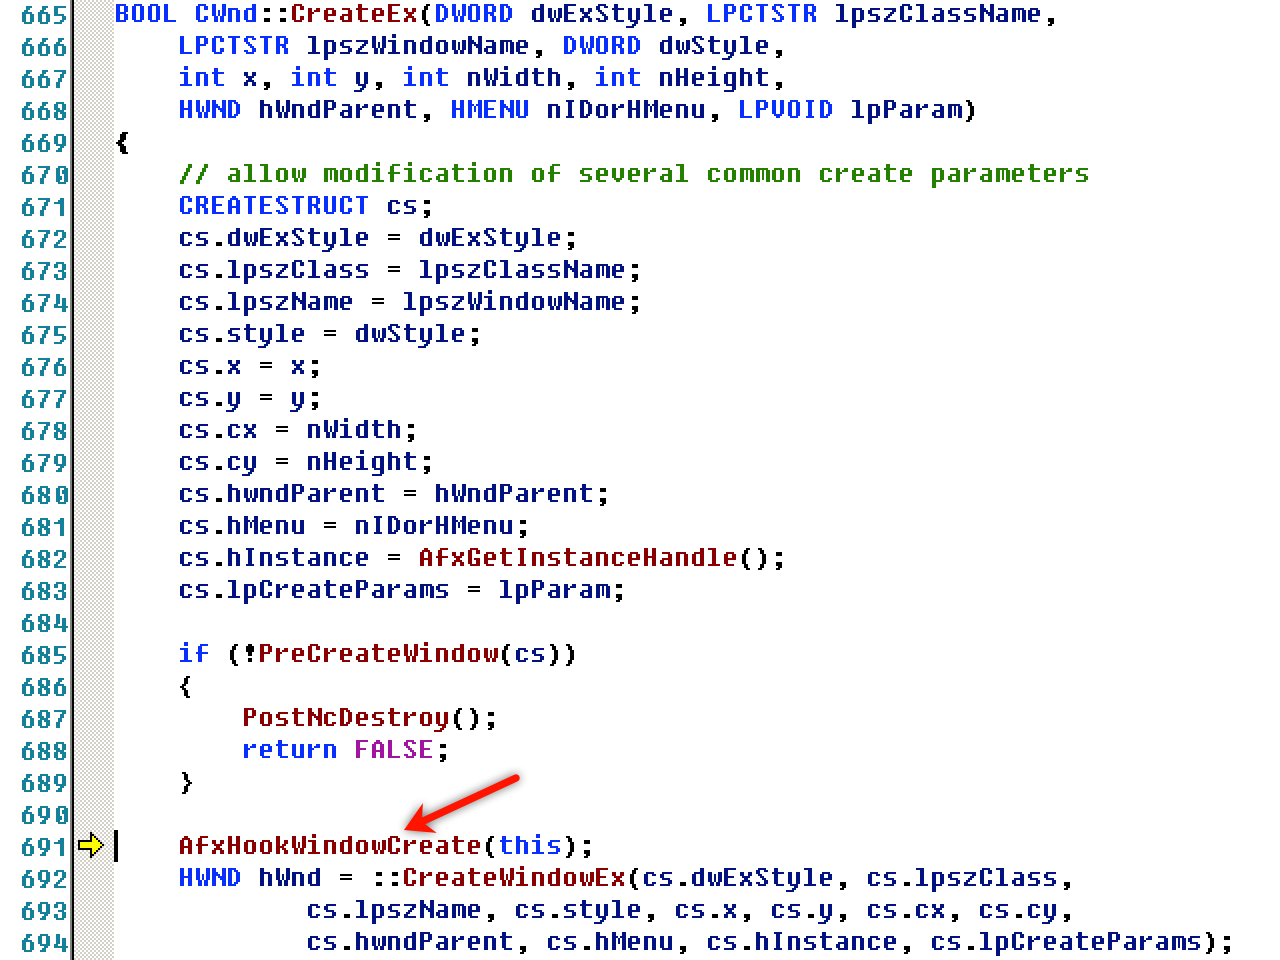 665 BOOL CWnd::CreateEx(DWORD dwExStyle, LPCTSTR lpszClassName,
666     LPCTSTR lpszWindowName, DWORD dwStyle,
667     int x, int y, int nWidth, int nHeight,
668     HWND hWndParent, HMENU nIDorHMenu, LPVOID lpParam)
669 {
670     // allow modification of several common create parameters
671     CREATESTRUCT cs;
672     cs.dwExStyle = dwExStyle;
673     cs.lpszClass = lpszClassName;
674     cs.lpszName = lpszWindowName;
675     cs.style = dwStyle;
676     cs.x = x;
677     cs.y = y;
678     cs.cx = nWidth;
679     cs.cy = nHeight;
680     cs.hwndParent = hWndParent;
681     cs.hMenu = nIDorHMenu;
682     cs.hInstance = AfxGetInstanceHandle();
683     cs.lpCreateParams = lpParam;
684
685     if (!PreCreateWindow(cs))
686     {
687         PostNcDestroy();
688         return FALSE;
689     }
690
691     AfxHookWindowCreate(this);
692     HWND hWnd = ::CreateWindowEx(cs.dwExStyle, cs.lpszClass,
693             cs.lpszName, cs.style, cs.x, cs.y, cs.cx, cs.cy,
694             cs.hwndParent, cs.hMenu, cs.hInstance, cs.lpCreateParams);